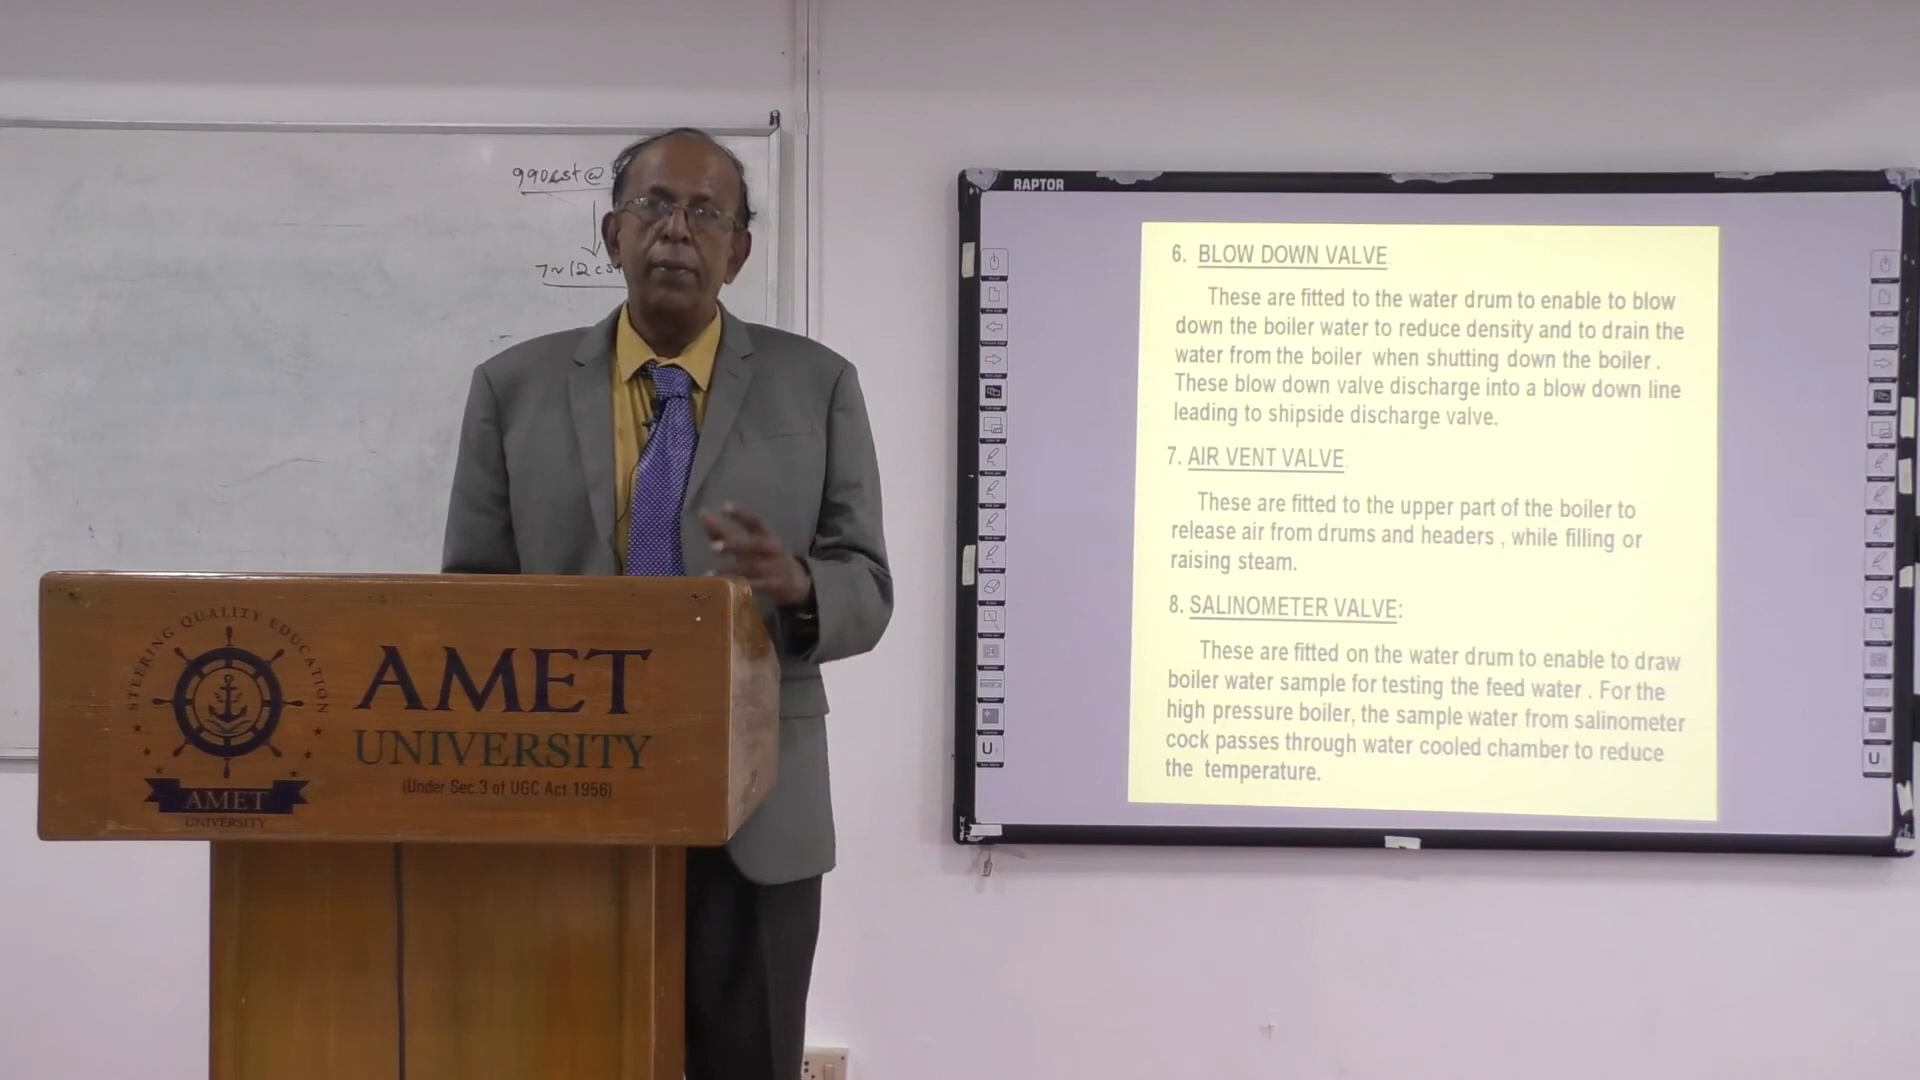 990cst @
7~12 cst
RAPTOR
6. BLOW DOWN VALVE
These are fitted to the water drum to enable to blow
down the boiler water to reduce density and to drain the
water from the boiler when shutting down the boiler .
These blow down valve discharge into a blow down line
leading to shipside discharge valve.
7. AIR VENT VALVE
These are fitted to the upper part of the boiler to
release air from drums and headers , while filling or
raising steam.
8. SALINOMETER VALVE:
These are fitted on the water drum to enable to draw
boiler water sample for testing the feed water . For the
high pressure boiler, the sample water from salinometer
cock passes through water cooled chamber to reduce
the temperature.
STEERING QUALITY EDUCATION
AMET
UNIVERSITY
AMET
UNIVERSITY
(Under Sec.3 of UGC Act 1956)